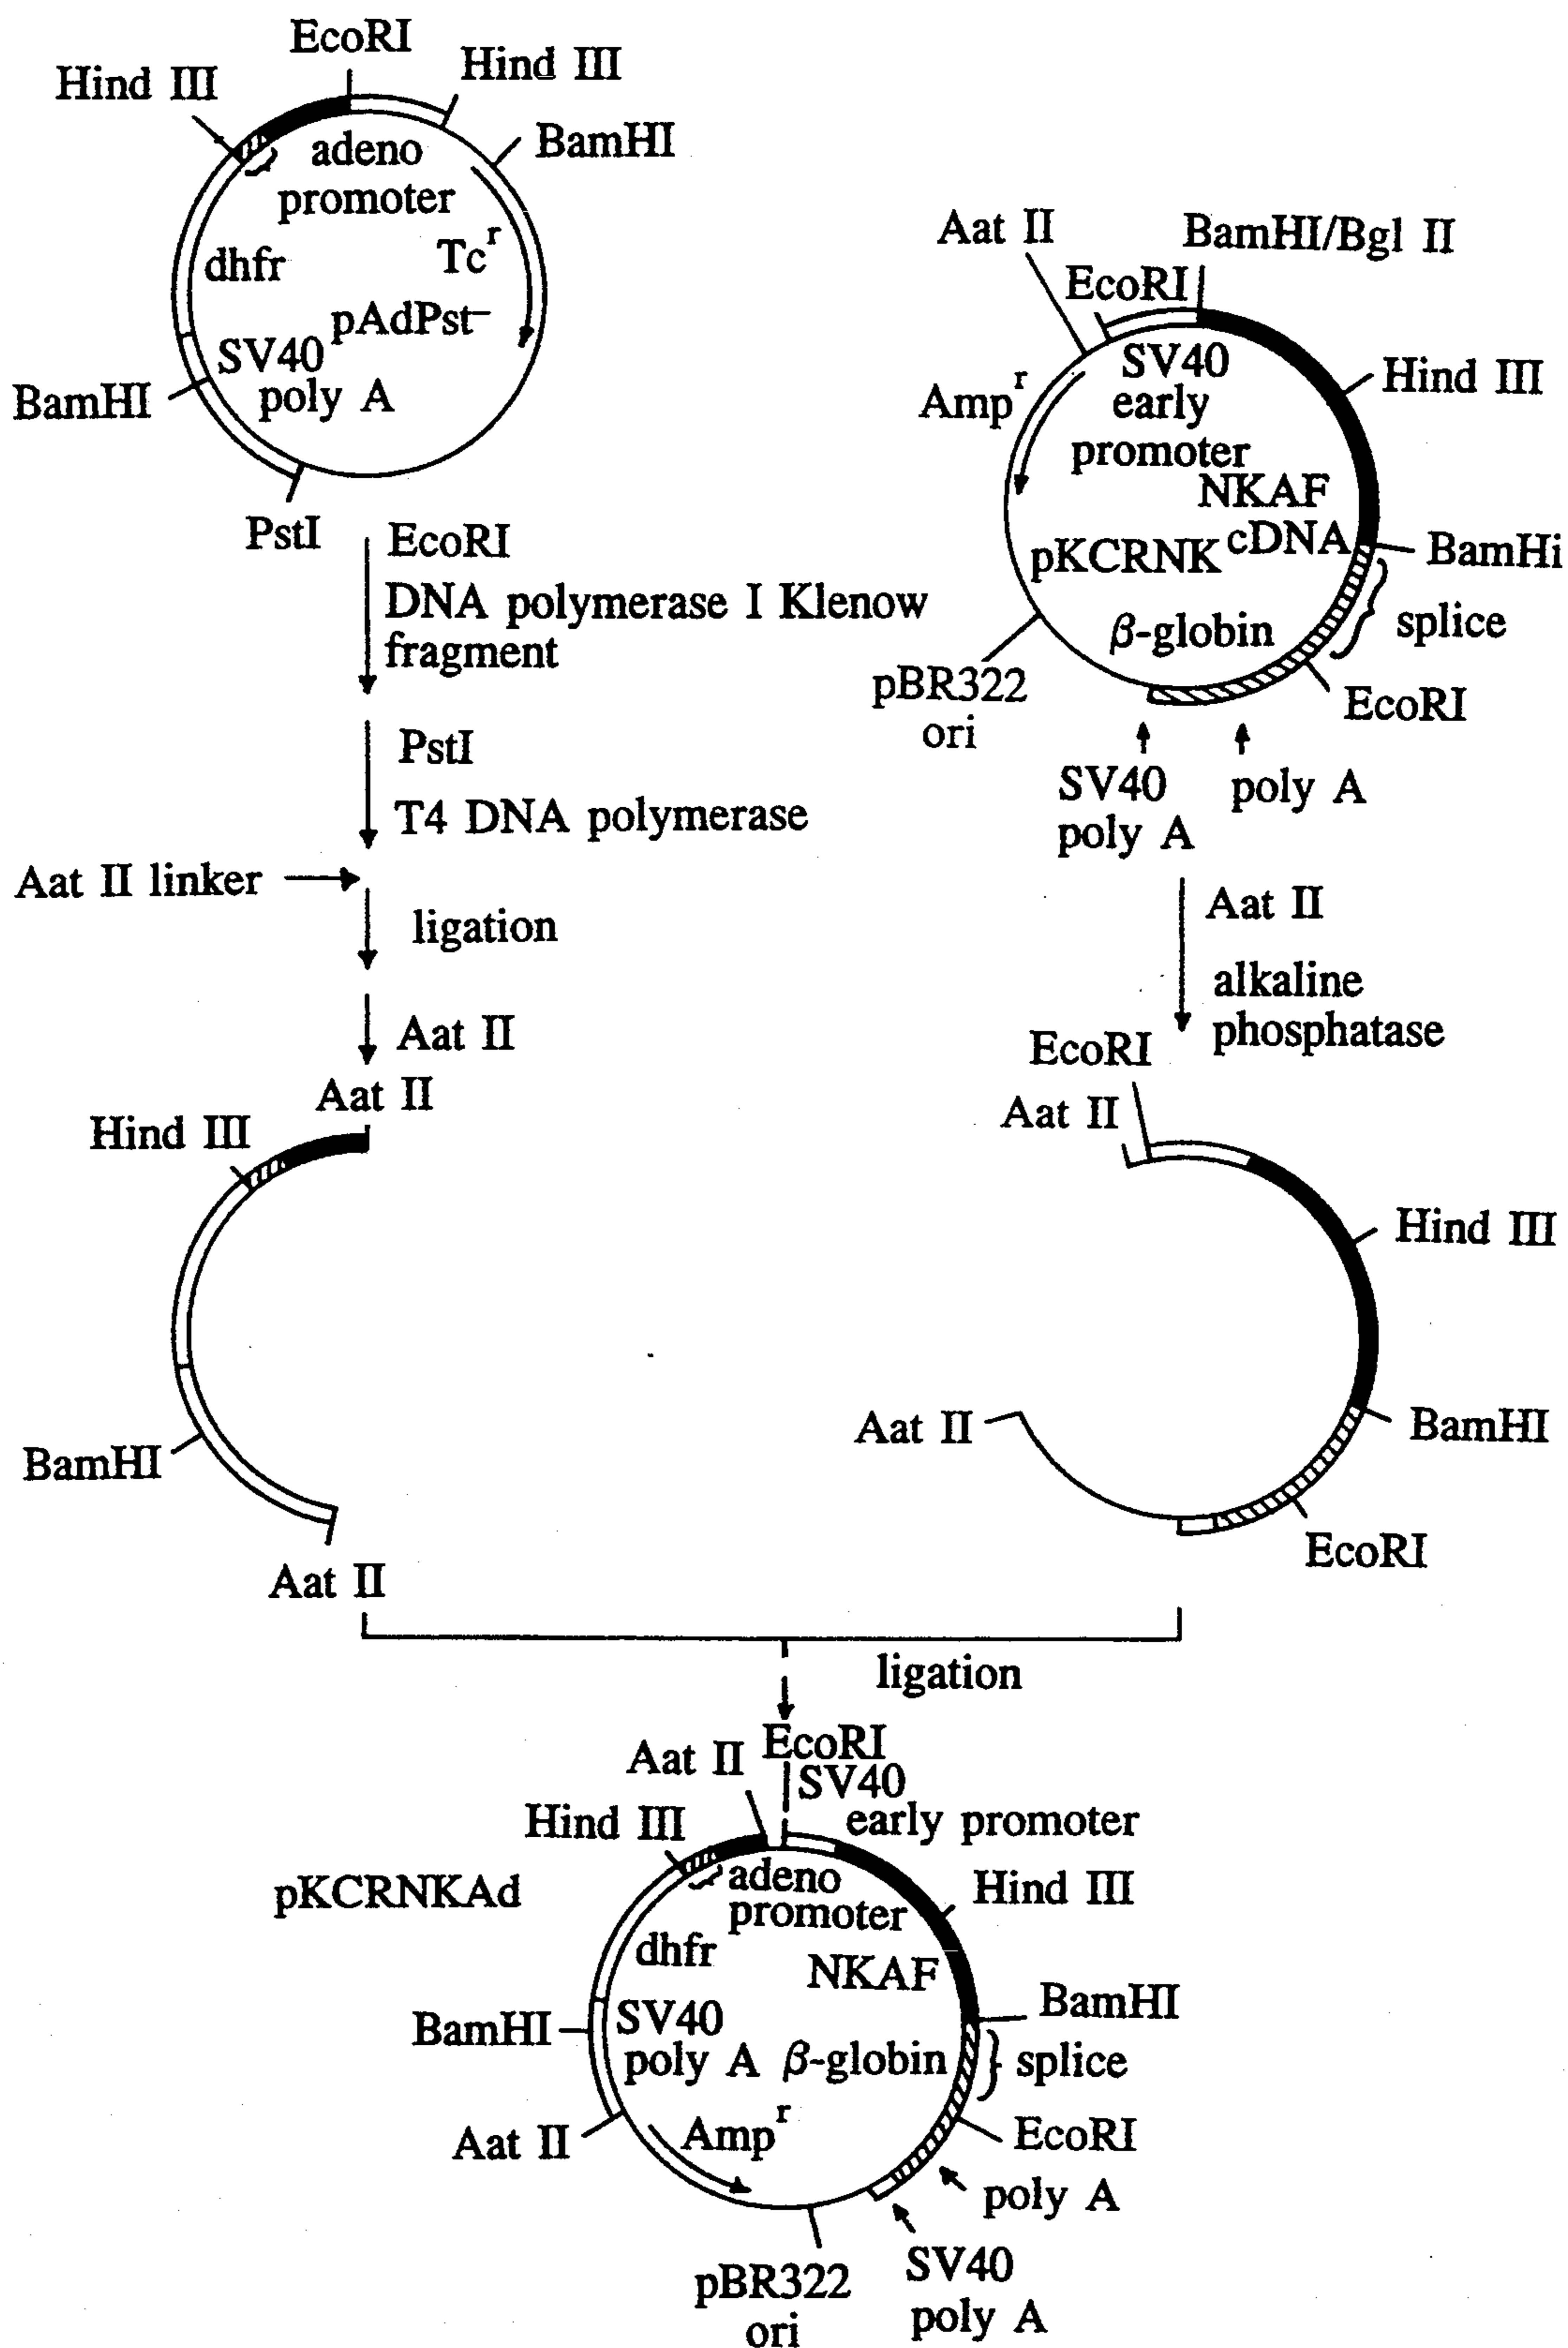 EcoRI
Hind III
Hind III
BamHI
adeno
promoter
dhfr
Tcʳ
pAdPst⁻
SV40
poly A
BamHI
PstI
EcoRI
DNA polymerase I Klenow
fragment
PstI
T4 DNA polymerase
Aat II linker
ligation
Aat II
Aat II
Hind III
BamHI
Aat II
Aat II
BamHI/Bgl II
EcoRI
SV40
early
promoter
Ampʳ
Hind III
NKAF
cDNA
pKCRNK
BamHi
splice
β-globin
pBR322
ori
EcoRI
SV40
poly A
poly A
Aat II
alkaline
phosphatase
EcoRI
Aat II
Hind III
Aat II
BamHI
EcoRI
ligation
Aat II
EcoRI
SV40
early promoter
Hind III
pKCRNKAd
adeno
promoter
Hind III
dhfr
NKAF
BamHI
SV40
poly A
β-globin
BamHI
splice
Aat II
Ampʳ
EcoRI
poly A
SV40
poly A
pBR322
ori